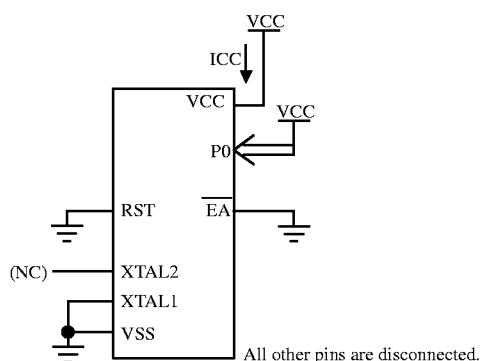 VCC
ICC
VCC
VCC
P0
RST
EA
(NC)
XTAL2
XTAL1
VSS
All other pins are disconnected.